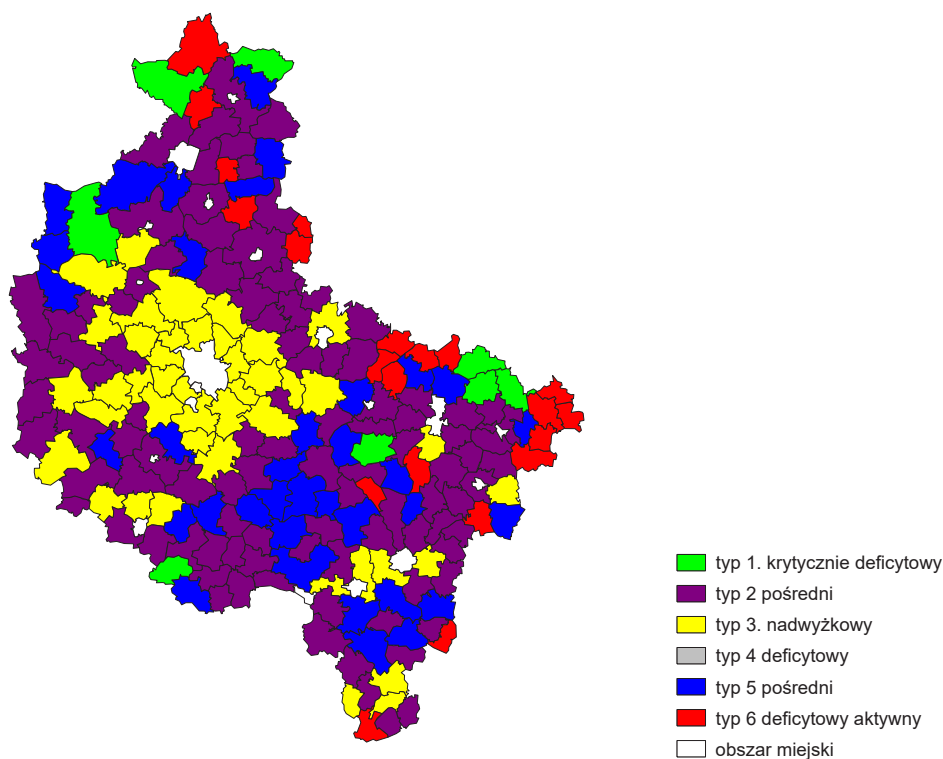 typ 1. krytycznie deficytowy
typ 2 pośredni
typ 3. nadwyżkowy
typ 4 deficytowy
typ 5 pośredni
typ 6 deficytowy aktywny
obszar miejski